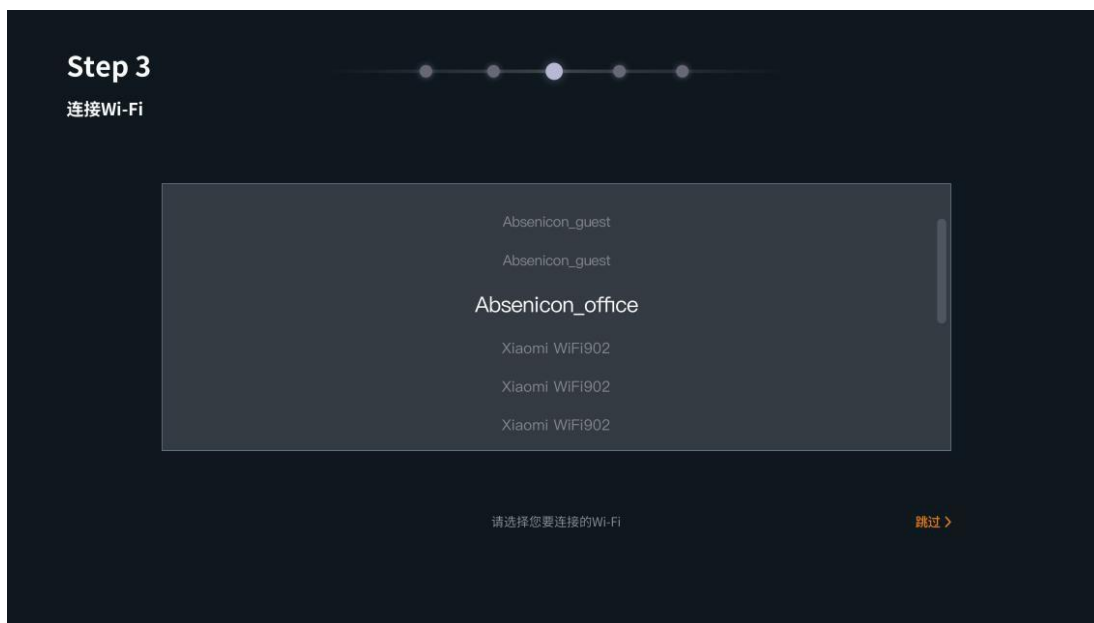 Step 3
连接Wi-Fi
Absenicon_guest
Absenicon_guest
Absenicon_office
Xiaomi WiFi902
Xiaomi WiFi902
Xiaomi WiFi902
请选择您要连接的Wi-Fi
跳过 >